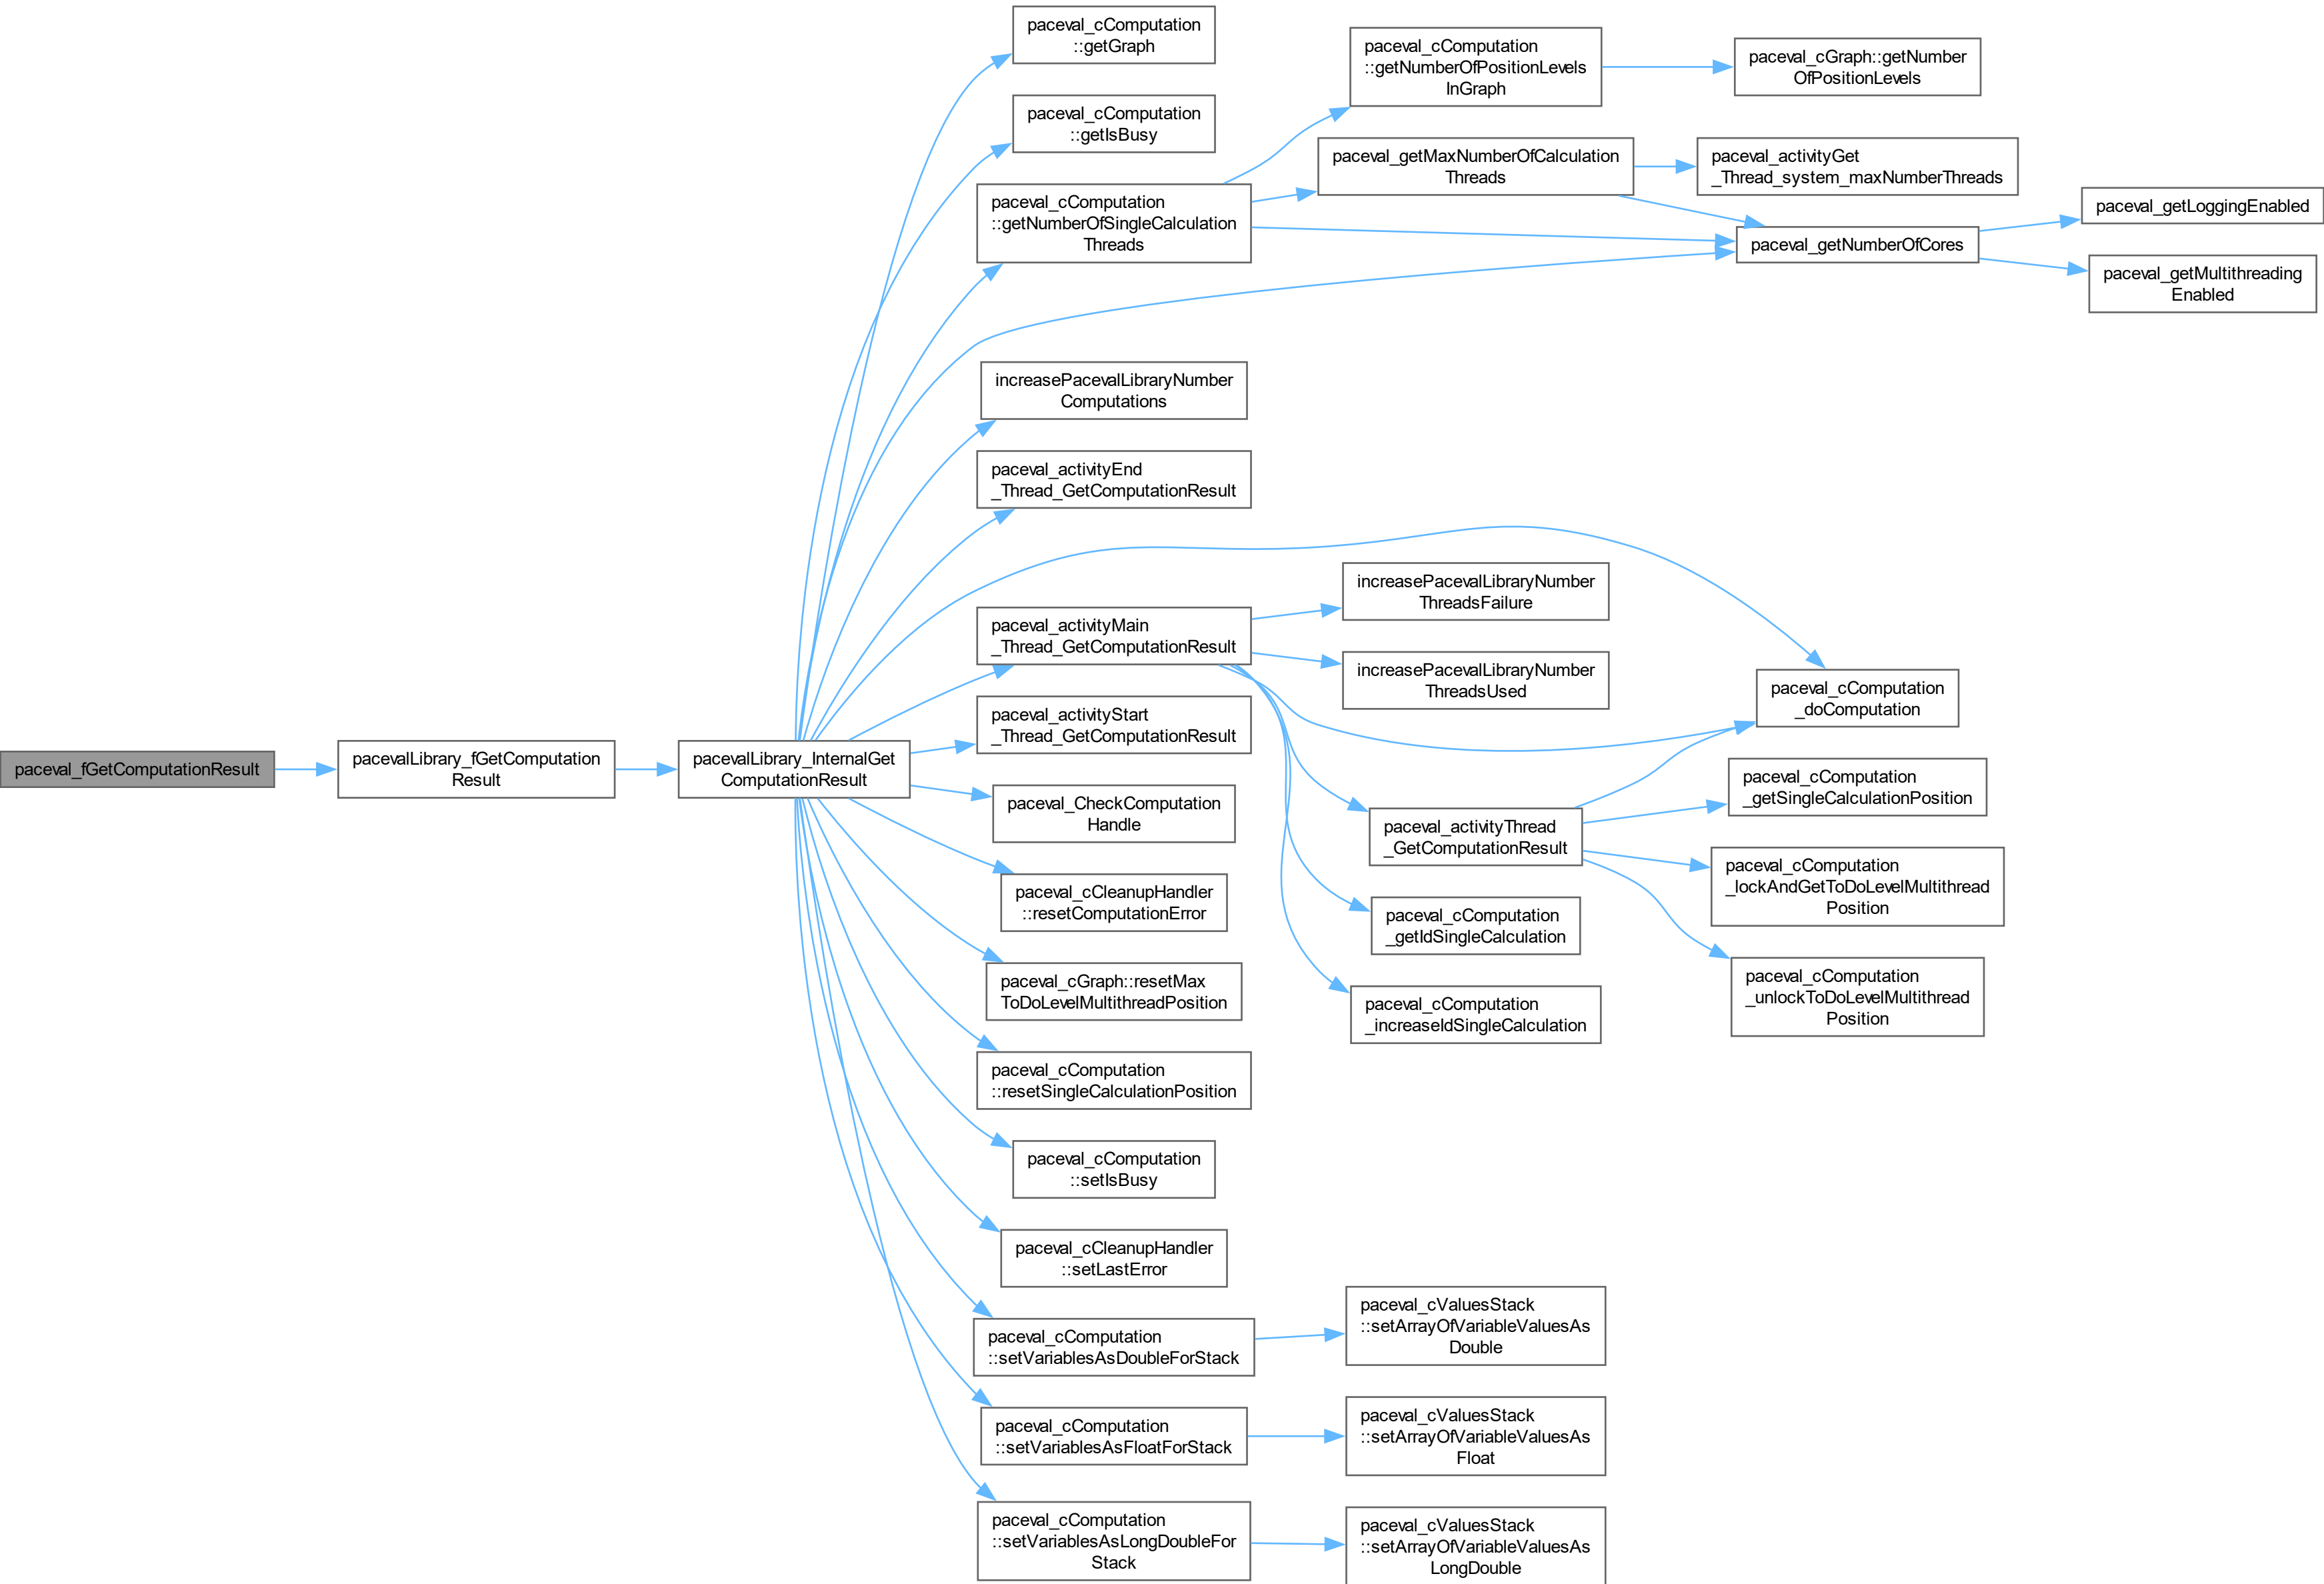 paceval_fGetComputationResult
pacevalLibrary_fGetComputation
Result
pacevalLibrary_InternalGet
ComputationResult
paceval_cComputation
::getGraph
paceval_cComputation
::getIsBusy
paceval_cComputation
::getNumberOfSingleCalculation
Threads
increasePacevalLibraryNumber
Computations
paceval_activityEnd
_Thread_GetComputationResult
paceval_activityMain
_Thread_GetComputationResult
paceval_activityStart
_Thread_GetComputationResult
paceval_CheckComputation
Handle
paceval_cCleanupHandler
::resetComputationError
paceval_cGraph::resetMax
ToDoLevelMultithreadPosition
paceval_cComputation
::resetSingleCalculationPosition
paceval_cComputation
::setIsBusy
paceval_cCleanupHandler
::setLastError
paceval_cComputation
::setVariablesAsDoubleForStack
paceval_cComputation
::setVariablesAsFloatForStack
paceval_cComputation
::setVariablesAsLongDoubleFor
Stack
paceval_cComputation
::getNumberOfPositionLevels
InGraph
paceval_getMaxNumberOfCalculation
Threads
increasePacevalLibraryNumber
ThreadsFailure
increasePacevalLibraryNumber
ThreadsUsed
paceval_activityThread
_GetComputationResult
paceval_cComputation
_getIdSingleCalculation
paceval_cComputation
_increaseIdSingleCalculation
paceval_cValuesStack
::setArrayOfVariableValuesAs
Double
paceval_cValuesStack
::setArrayOfVariableValuesAs
Float
paceval_cValuesStack
::setArrayOfVariableValuesAs
LongDouble
paceval_cGraph::getNumber
OfPositionLevels
paceval_activityGet
_Thread_system_maxNumberThreads
paceval_getNumberOfCores
paceval_cComputation
_doComputation
paceval_cComputation
_getSingleCalculationPosition
paceval_cComputation
_lockAndGetToDoLevelMultithread
Position
paceval_cComputation
_unlockToDoLevelMultithread
Position
paceval_getLoggingEnabled
paceval_getMultithreading
Enabled